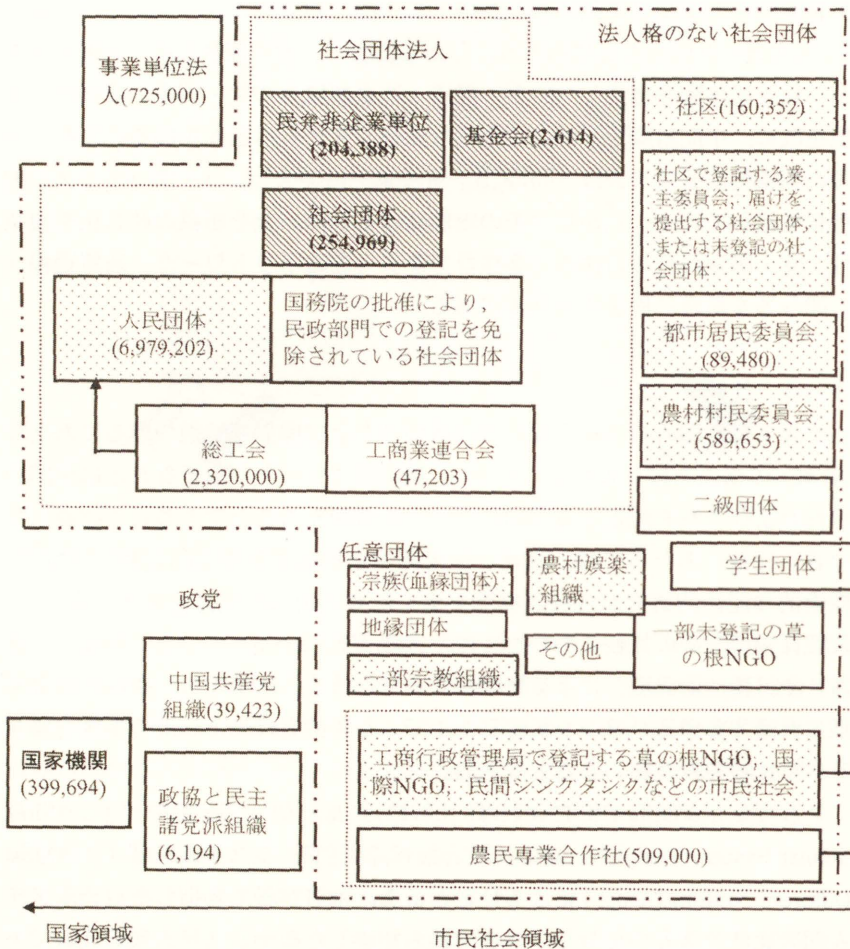 事業単位法
人(725,000)
社会団体法人
法人格のない社会団体
民弁非企業単位
(204,388)
基金会(2,614)
社会団体
(254,969)
人民団体
(6,979,202)
国務院の批准により,
民政部門での登記を免
除されている社会団体
総工会
(2,320,000)
工商業連合会
(47,203)
社区(160,352)
社区で登記する業
主委員会, 届けを
提出する社会団体,
または未登記の社
会団体
都市居民委員会
(89,480)
農村村民委員会
(589,653)
二級団体
学生団体
任意団体
宗族(血縁団体)
地縁団体
一部宗教組織
農村娯楽
組織
その他
一部未登記の草
の根NGO
政党
中国共産党
組織(39,423)
国家機関
(399,694)
政協と民主
諸党派組織
(6,194)
工商行政管理局で登記する草の根NGO, 国
際NGO, 民間シンクタンクなどの市民社会
農民専業合作社(509,000)
国家領域
市民社会領域